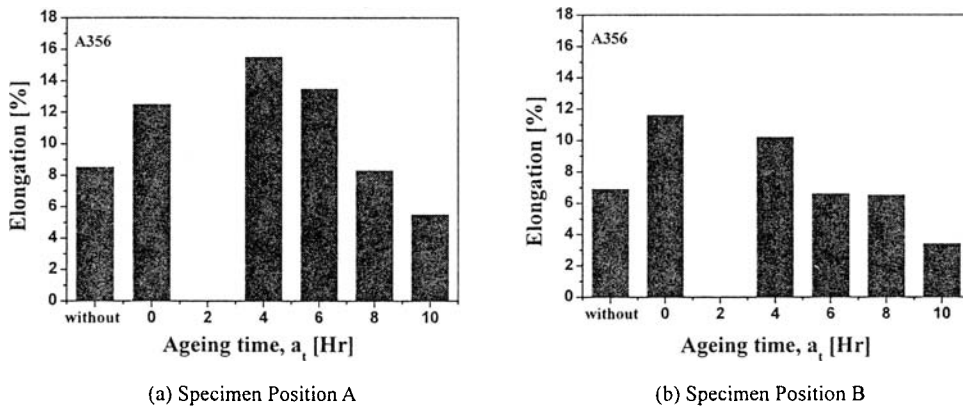 18
16
14
12
10
8
6
4
2
0
Elongation [%]
A356
without 0 2 4 6 8 10
Ageing time, a_t [Hr]
(a) Specimen Position A
18
16
14
12
10
8
6
4
2
0
Elongation [%]
A356
without 0 2 4 6 8 10
Ageing time, a_t [Hr]
(b) Specimen Position B